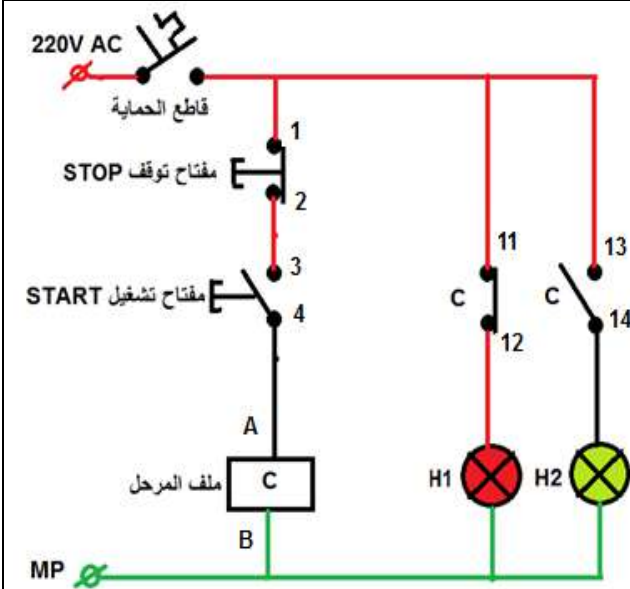 220V AC
قاطع الحماية
1
مفتاح توقف STOP
2
3
مفتاح تشغيل START
4
A
ملف المرحل
C
B
MP
11
C
12
H1
13
C
14
H2